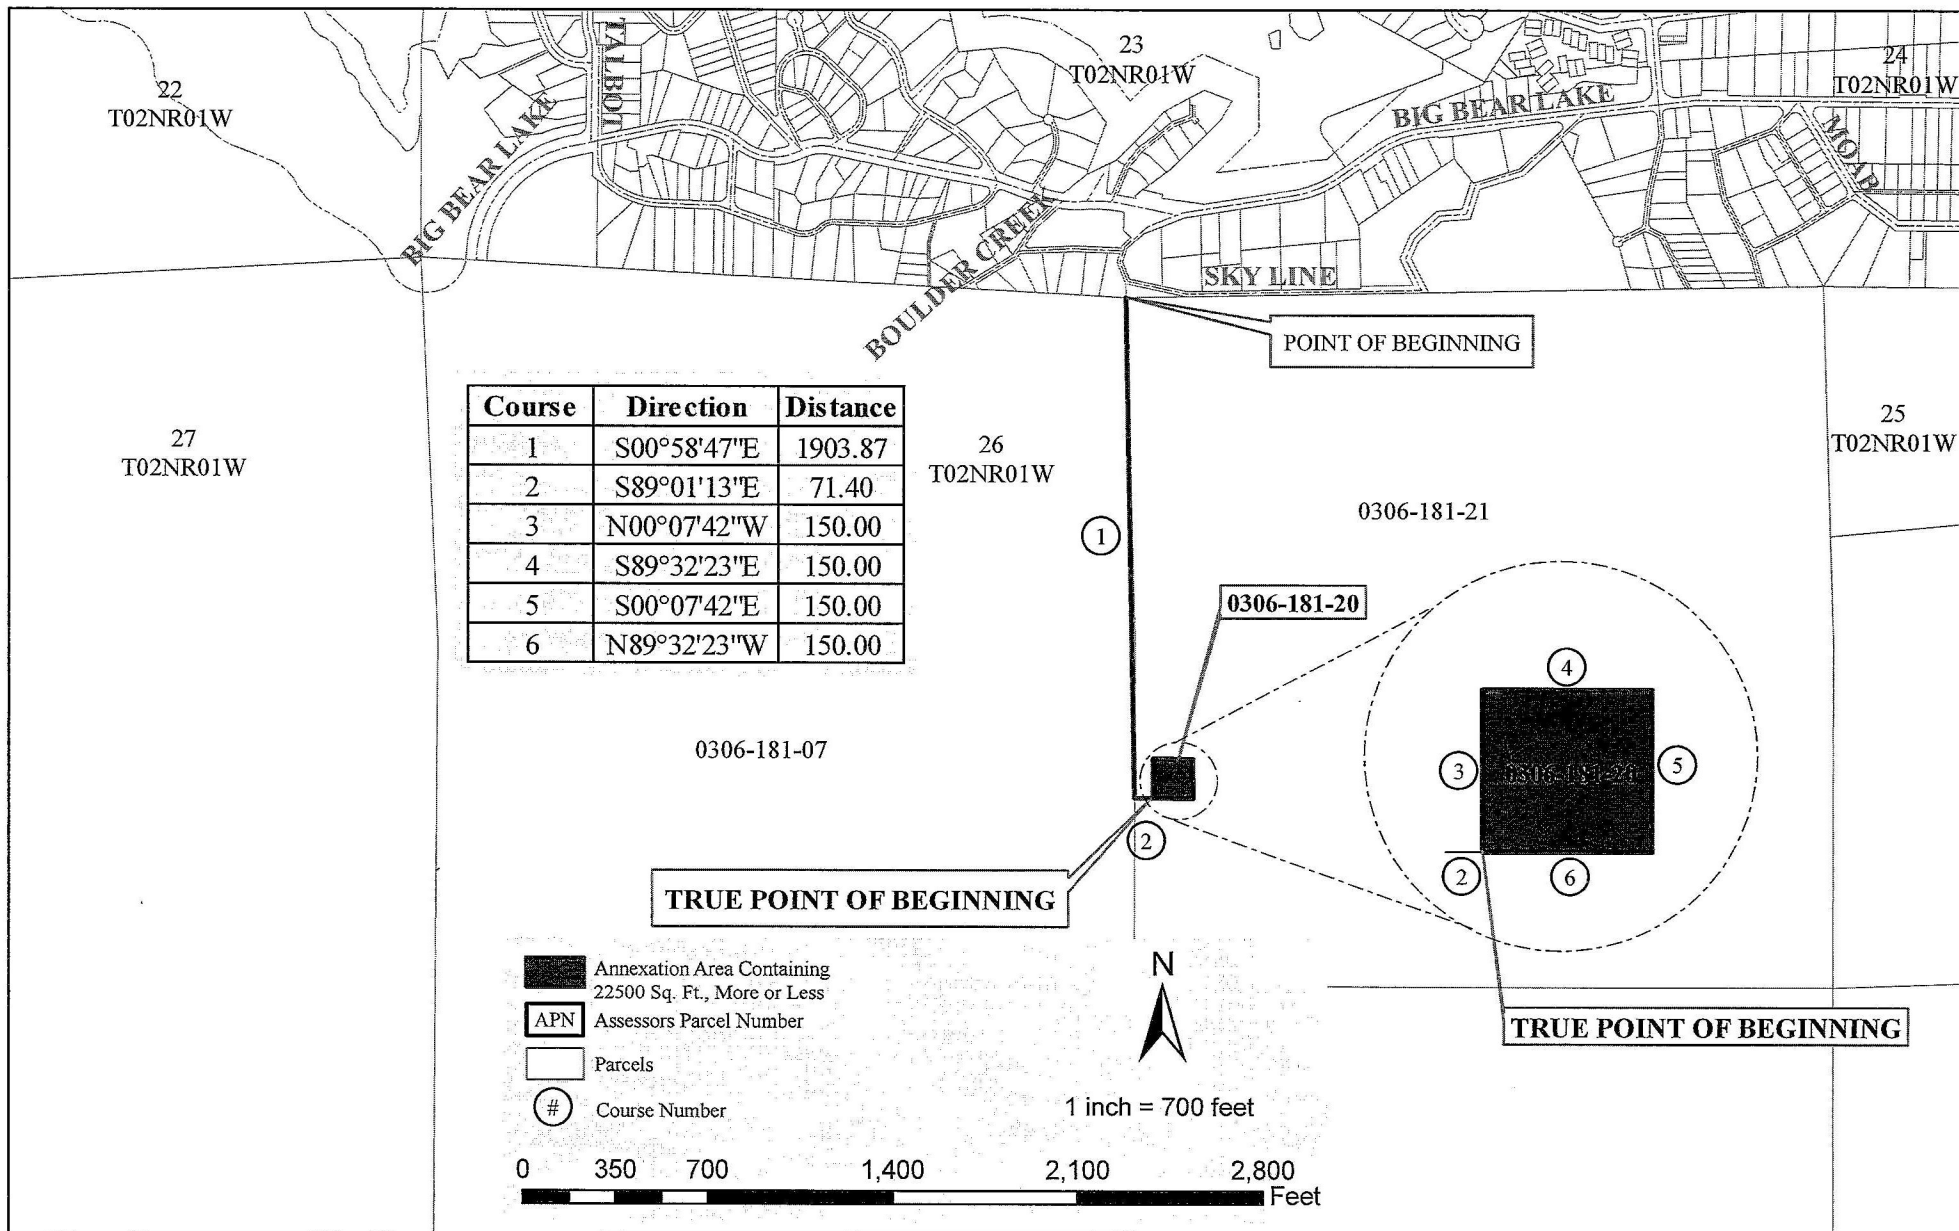 22
T02NR01W
BIG BEAR LAKE
TALBOT
23
T02NR01W
BIG BEAR LAKE
24
T02NR01W
MOAB
BOULDER CREEK
SKY LINE
POINT OF BEGINNING
Course Direction Distance
1 S00°58'47"E 1903.87
2 S89°01'13"E 71.40
3 N00°07'42"W 150.00
4 S89°32'23"E 150.00
5 S00°07'42"E 150.00
6 N89°32'23"W 150.00
27
T02NR01W
26
T02NR01W
25
T02NR01W
0306-181-21
1
0306-181-20
0306-181-07
2
TRUE POINT OF BEGINNING
4
3
0306-181-20
5
2
6
TRUE POINT OF BEGINNING
Annexation Area Containing
22500 Sq. Ft., More or Less
APN Assessors Parcel Number
Parcels
# Course Number
N
1 inch = 700 feet
0 350 700 1,400 2,100 2,800
Feet